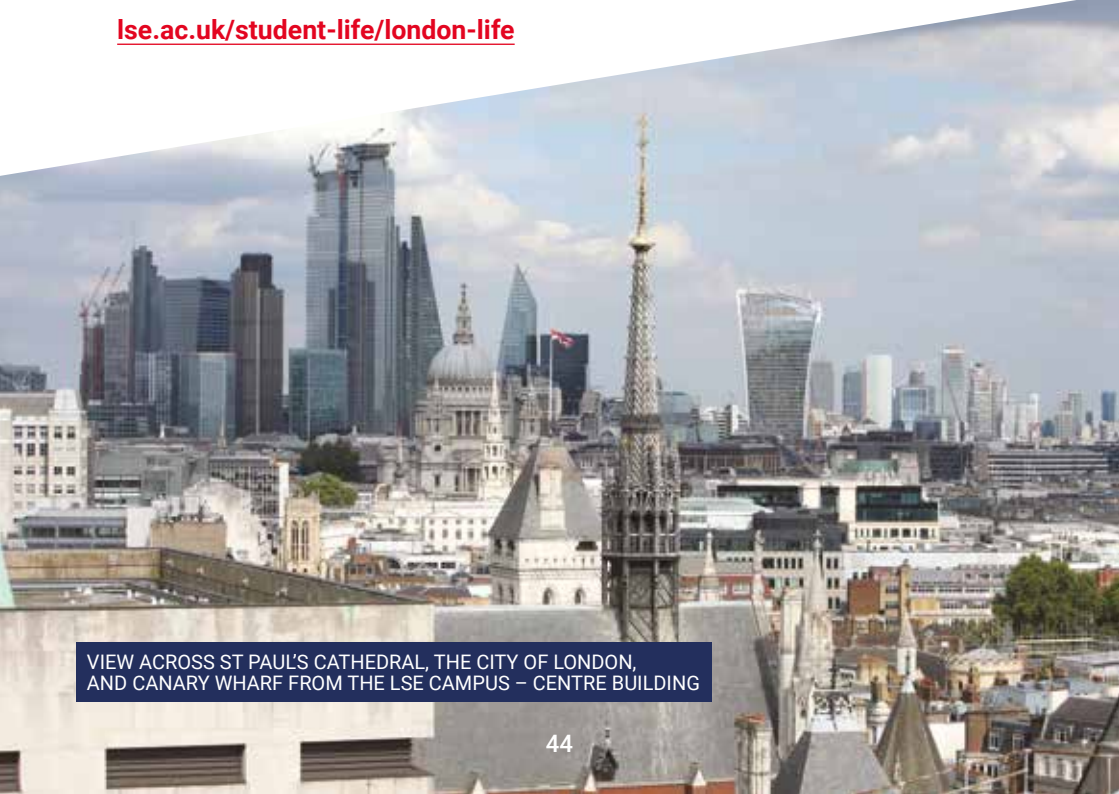 lse.ac.uk/student-life/london-life
VIEW ACROSS ST PAUL’S CATHEDRAL, THE CITY OF LONDON,
AND CANARY WHARF FROM THE LSE CAMPUS – CENTRE BUILDING
44